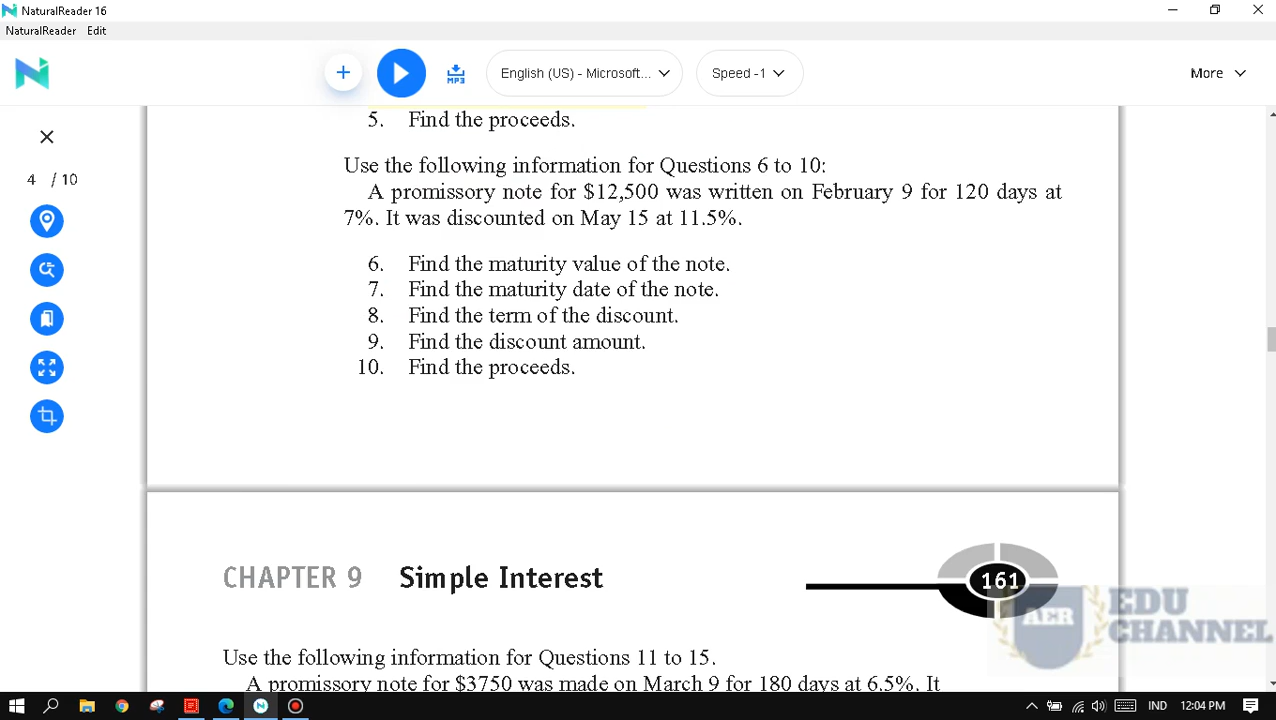 NaturalReader 16
NaturalReader Edit
MP3
English (US) - Microsoft...
Speed -1
More
4 / 10
5. Find the proceeds.
Use the following information for Questions 6 to 10:
A promissory note for $12,500 was written on February 9 for 120 days at
7%. It was discounted on May 15 at 11.5%.
6. Find the maturity value of the note.
7. Find the maturity date of the note.
8. Find the term of the discount.
9. Find the discount amount.
10. Find the proceeds.
CHAPTER 9 Simple Interest
161
AER
EDU
CHANNEL
Use the following information for Questions 11 to 15.
A promissory note for $3750 was made on March 9 for 180 days at 6.5%. It
IND 12:04 PM